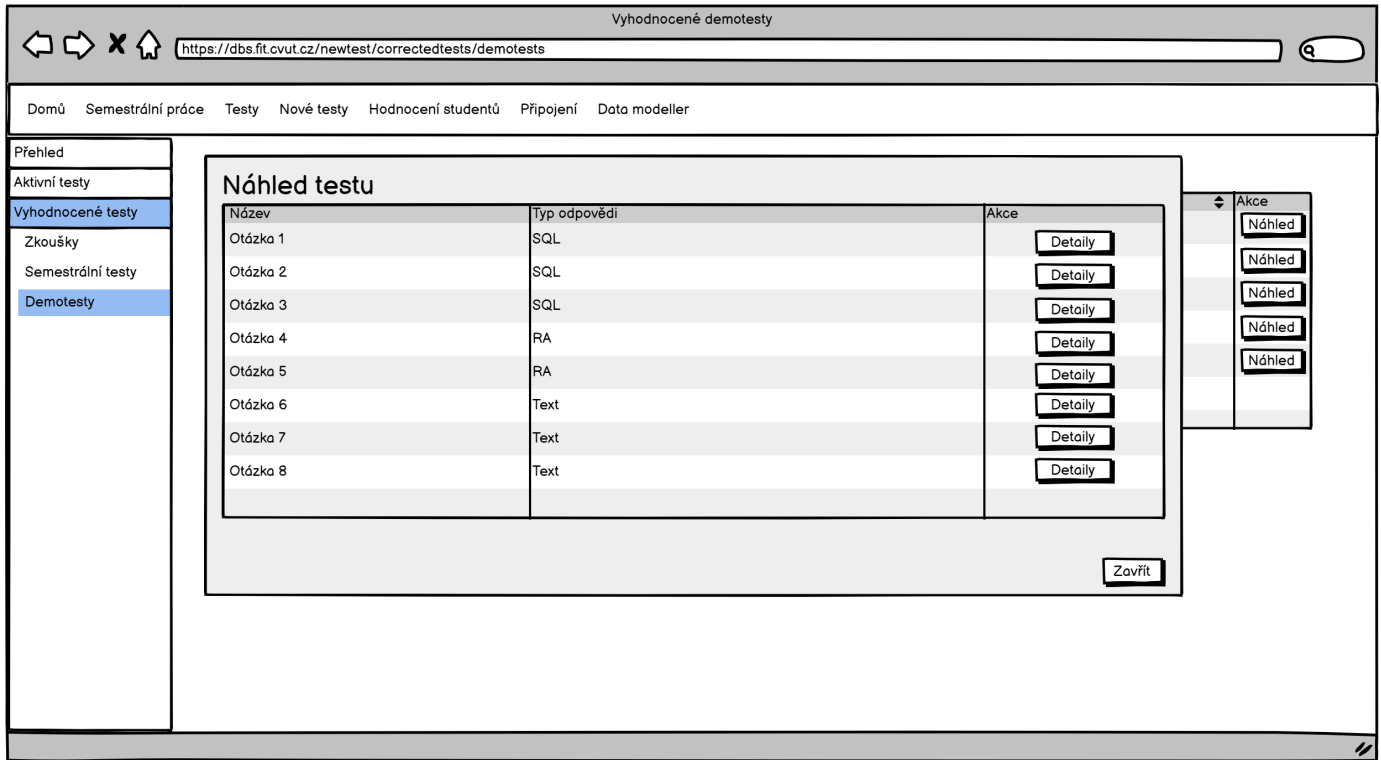 Vyhodnocené demotesty
https://dbs.fit.cvut.cz/newtest/correctedtests/demotests
Domů Semestrální práce Testy Nové testy Hodnocení studentů Připojení Data modeller
Přehled
Aktivní testy
Vyhodnocené testy
Zkoušky
Semestrální testy
Demotesty
Náhled testu
Název Typ odpovědi Akce
Otázka 1 SQL Detaily
Otázka 2 SQL Detaily
Otázka 3 SQL Detaily
Otázka 4 RA Detaily
Otázka 5 RA Detaily
Otázka 6 Text Detaily
Otázka 7 Text Detaily
Otázka 8 Text Detaily
Zavřít
Akce
Náhled
Náhled
Náhled
Náhled
Náhled